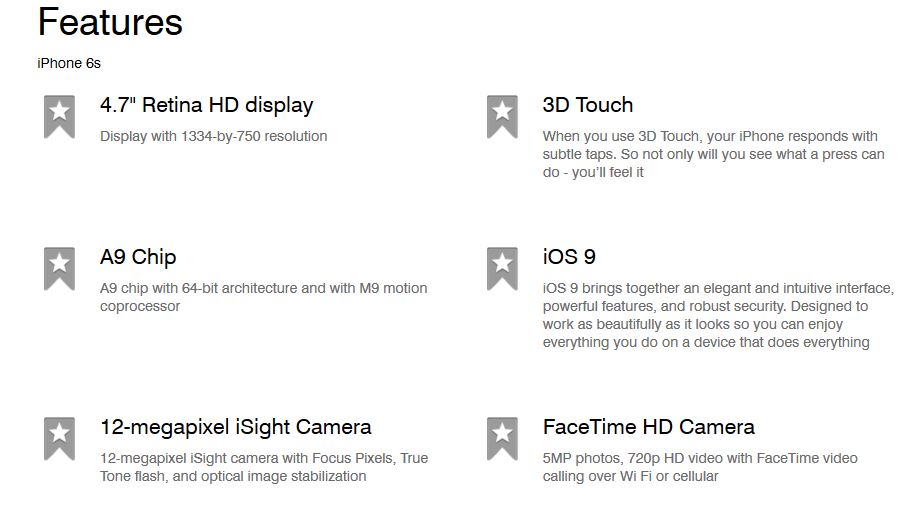 Features
iPhone 6s
4.7" Retina HD display
Display with 1334-by-750 resolution
3D Touch
When you use 3D Touch, your iPhone responds with
subtle taps. So not only will you see what a press can
do - you’ll feel it
A9 Chip
A9 chip with 64-bit architecture and with M9 motion
coprocessor
iOS 9
iOS 9 brings together an elegant and intuitive interface,
powerful features, and robust security. Designed to
work as beautifully as it looks so you can enjoy
everything you do on a device that does everything
12-megapixel iSight Camera
12-megapixel iSight camera with Focus Pixels, True
Tone flash, and optical image stabilization
FaceTime HD Camera
5MP photos, 720p HD video with FaceTime video
calling over Wi Fi or cellular